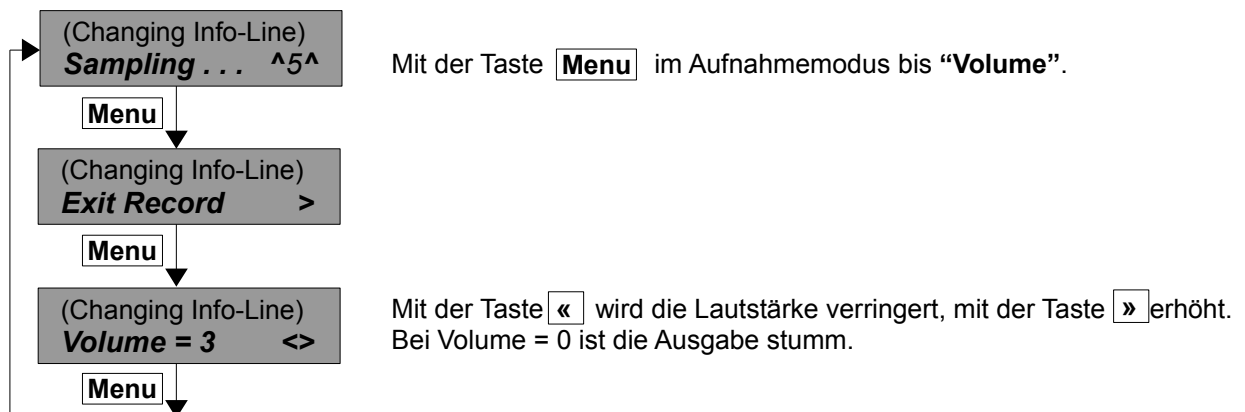 (Changing Info-Line)
Sampling . . . ^5^
Mit der Taste Menu im Aufnahmemodus bis “Volume”.
Menu
(Changing Info-Line)
Exit Record >
Menu
(Changing Info-Line)
Volume = 3 <>
Mit der Taste « wird die Lautstärke verringert, mit der Taste » erhöht.
Bei Volume = 0 ist die Ausgabe stumm.
Menu